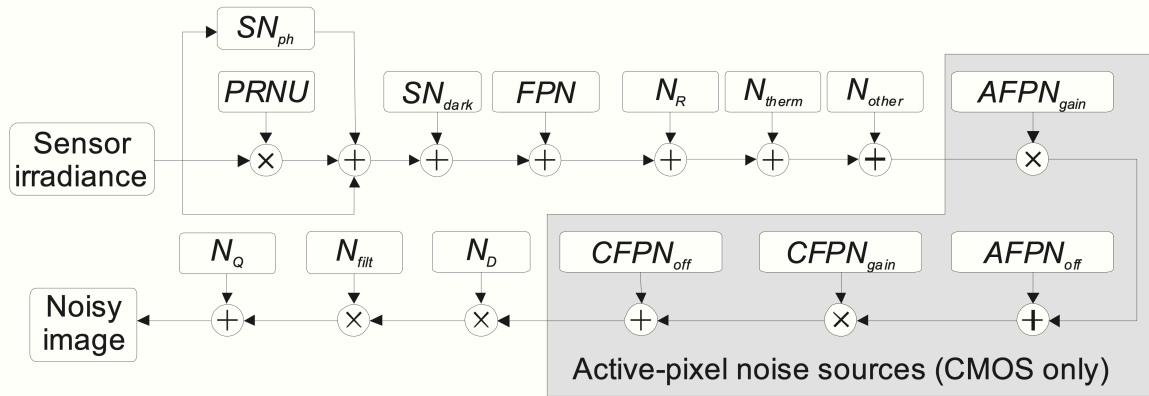 SN_ph
PRNU
SN_dark
FPN
N_R
N_therm
N_other
AFPN_gain
Sensor
irradiance
×
+
+
+
+
+
+
×
N_Q
N_filt
N_D
CFPN_off
CFPN_gain
AFPN_off
Noisy
image
+
×
×
+
×
+
Active-pixel noise sources (CMOS only)